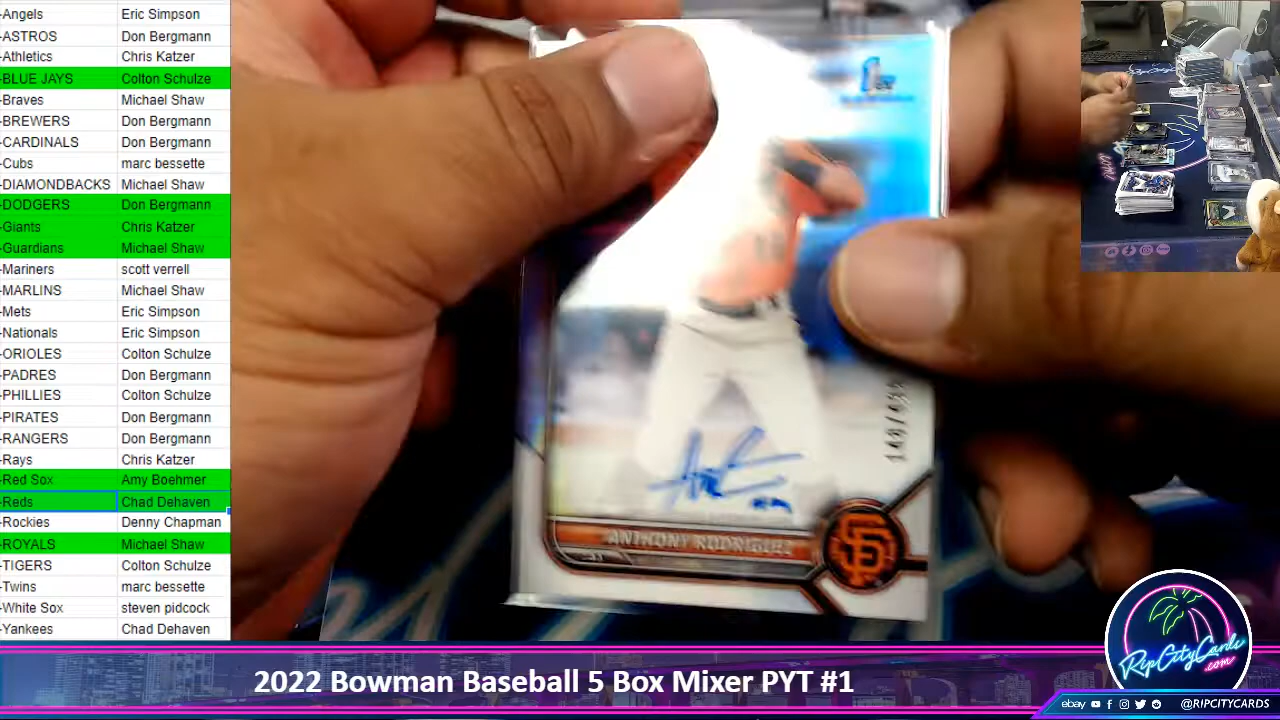 -Angels Eric Simpson
-ASTROS Don Bergmann
-Athletics Chris Katzer
-BLUE JAYS Colton Schulze
-Braves Michael Shaw
-BREWERS Don Bergmann
-CARDINALS Don Bergmann
-Cubs marc bessette
-DIAMONDBACKS Michael Shaw
-DODGERS Don Bergmann
-Giants Chris Katzer
-Guardians Michael Shaw
-Mariners scott verrell
-MARLINS Michael Shaw
-Mets Eric Simpson
-Nationals Eric Simpson
-ORIOLES Colton Schulze
-PADRES Don Bergmann
-PHILLIES Colton Schulze
-PIRATES Don Bergmann
-RANGERS Don Bergmann
-Rays Chris Katzer
-Red Sox Amy Boehmer
-Reds Chad Dehaven
-Rockies Denny Chapman
-ROYALS Michael Shaw
-TIGERS Colton Schulze
-Twins marc bessette
-White Sox steven pidcock
-Yankees Chad Dehaven
1st
ANTHONY RODRIGUEZ
SF
2022 Bowman Baseball 5 Box Mixer PYT #1
RipCityCards
.com
ebay @RIPCITYCARDS